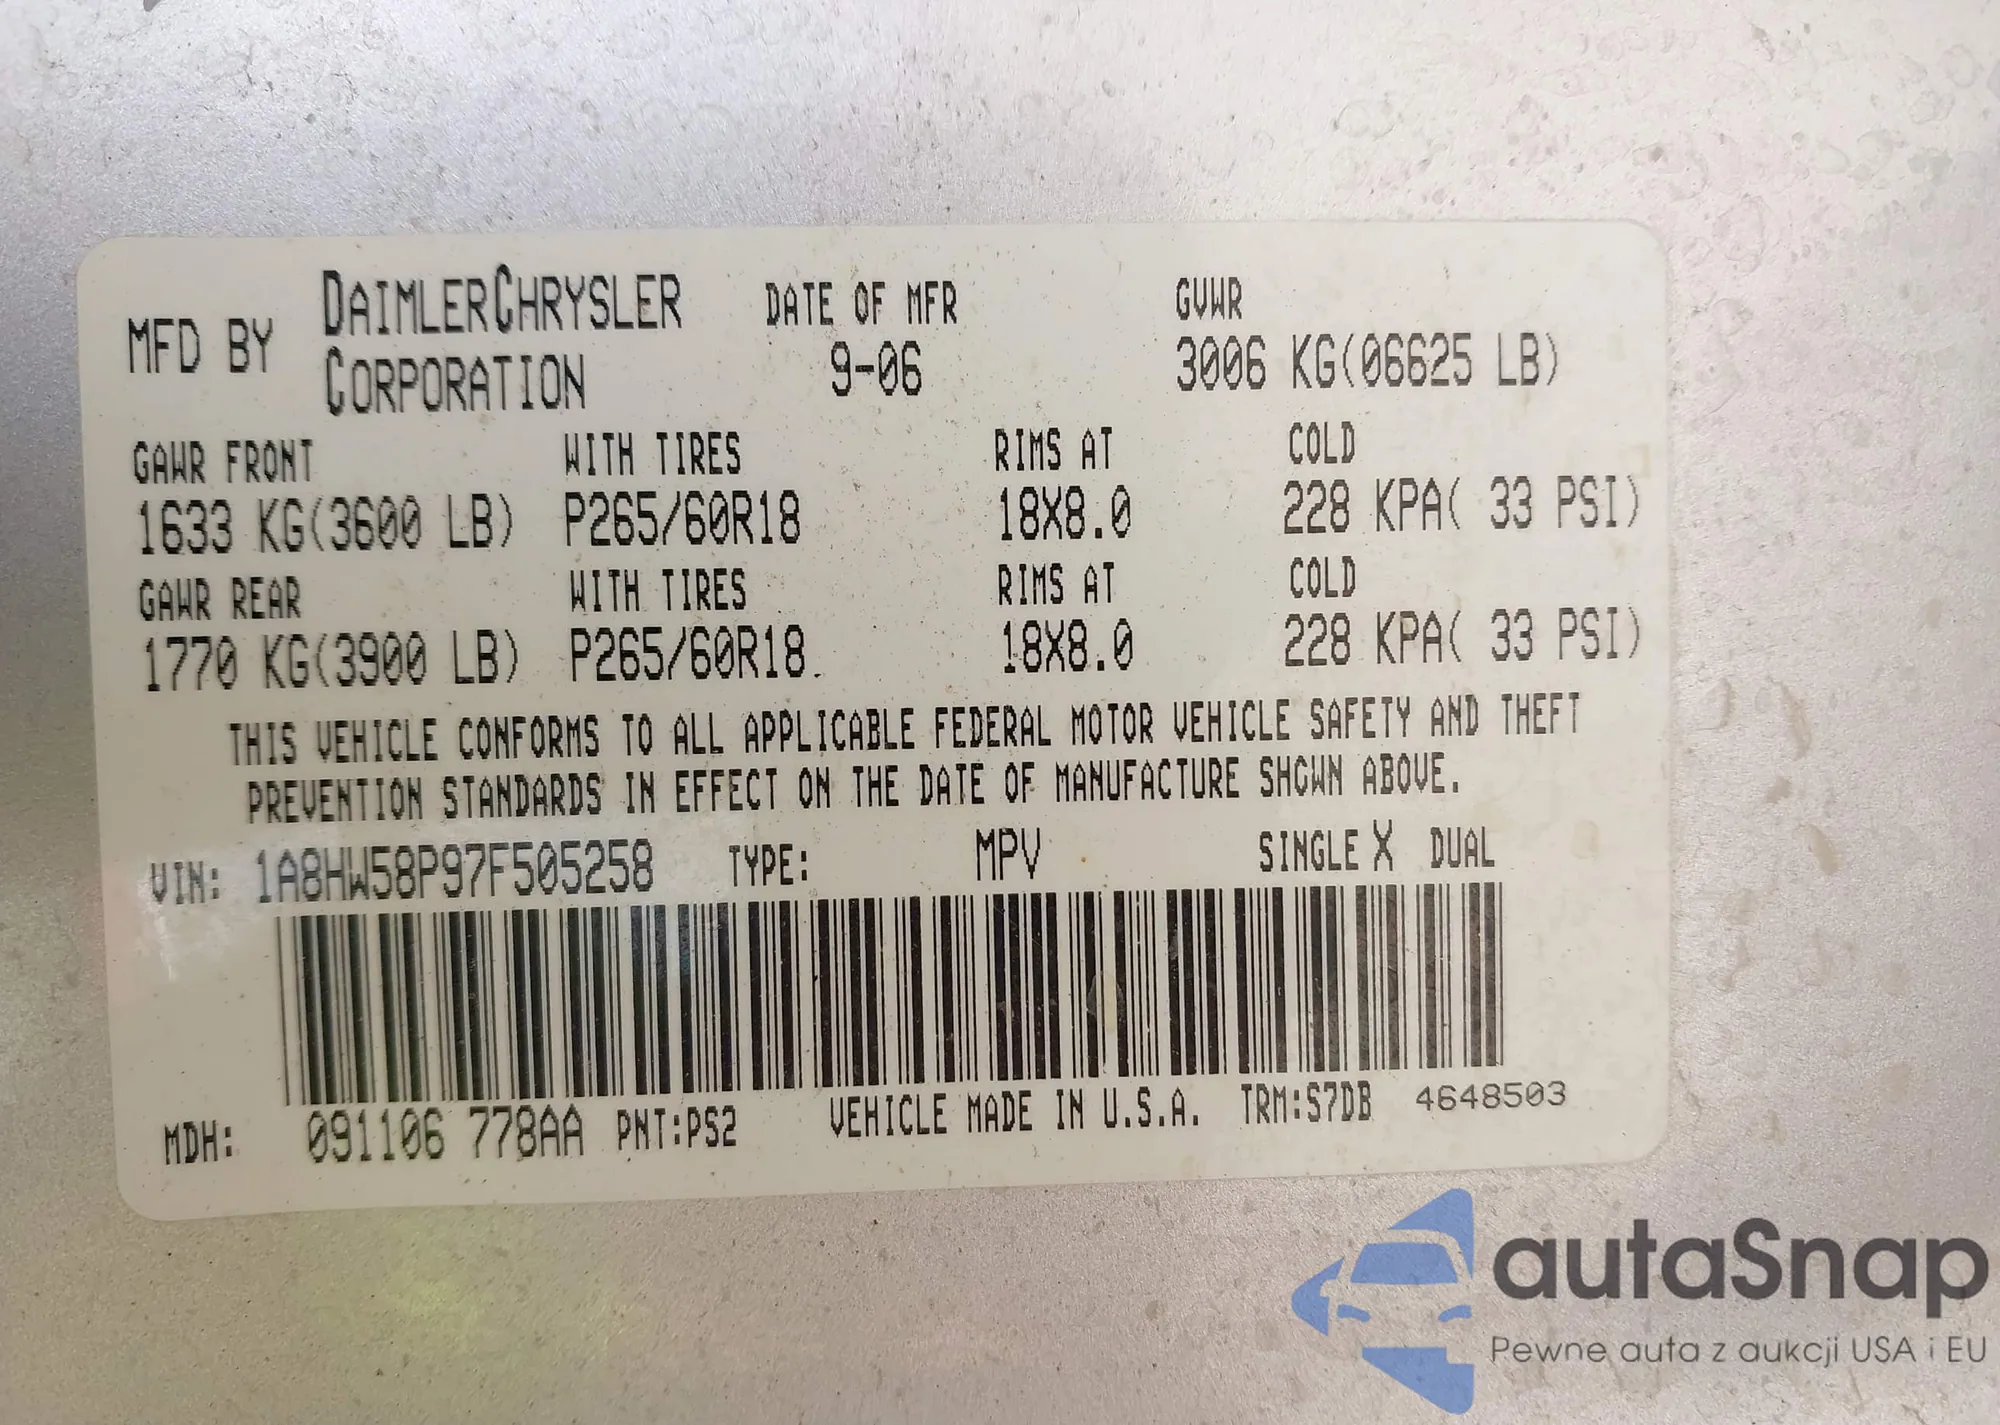 MFD BY DAIMLERCHRYSLER CORPORATION DATE OF MFR 9-06 GVWR 3006 KG(06625 LB)
GAWR FRONT WITH TIRES RIMS AT COLD
1633 KG(3600 LB) P265/60R18 18X8.0 228 KPA( 33 PSI)
GAWR REAR WITH TIRES RIMS AT COLD
1770 KG(3900 LB) P265/60R18 18X8.0 228 KPA( 33 PSI)
THIS VEHICLE CONFORMS TO ALL APPLICABLE FEDERAL MOTOR VEHICLE SAFETY AND THEFT
PREVENTION STANDARDS IN EFFECT ON THE DATE OF MANUFACTURE SHOWN ABOVE.
VIN: 1A8HW58P97F505258 TYPE: MPV SINGLE X DUAL
MDH: 091106 778AA PNT:PS2 VEHICLE MADE IN U.S.A. TRM:S7DB 4648503
autaSnap
Pewne auta z aukcji USA i EU